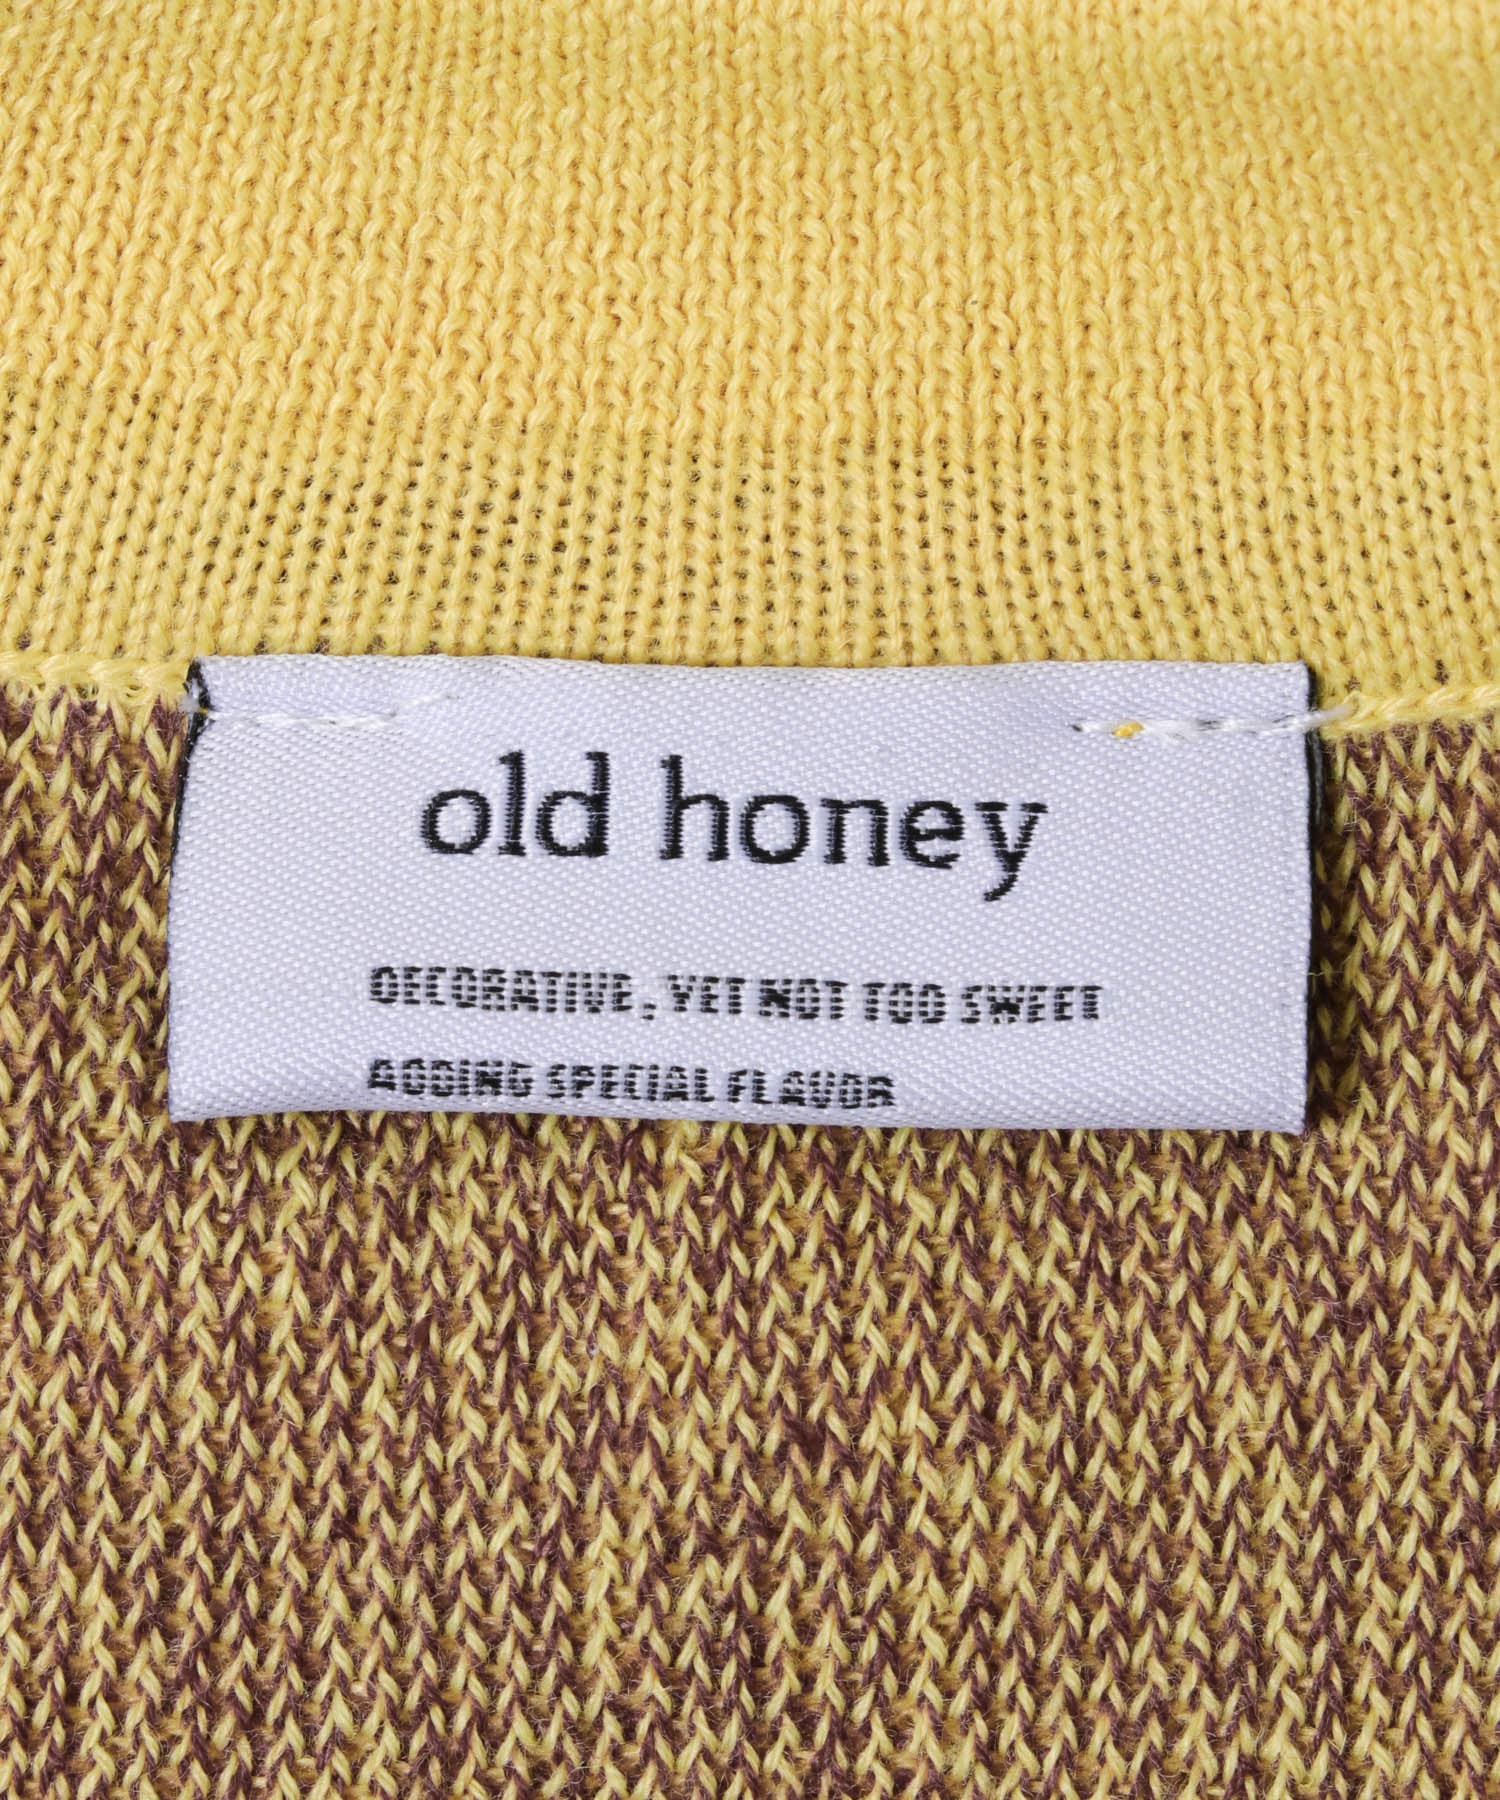 old honey
DECORATIVE, YET NOT TOO SWEET
ADDING SPECIAL FLAVOR